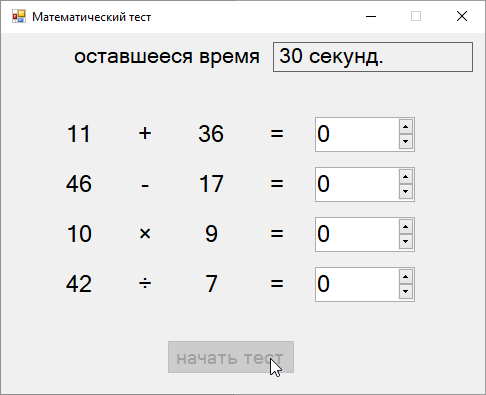 Математический тест
оставшееся время 30 секунд.
11 + 36 = 0
46 - 17 = 0
10 × 9 = 0
42 ÷ 7 = 0
начать тест